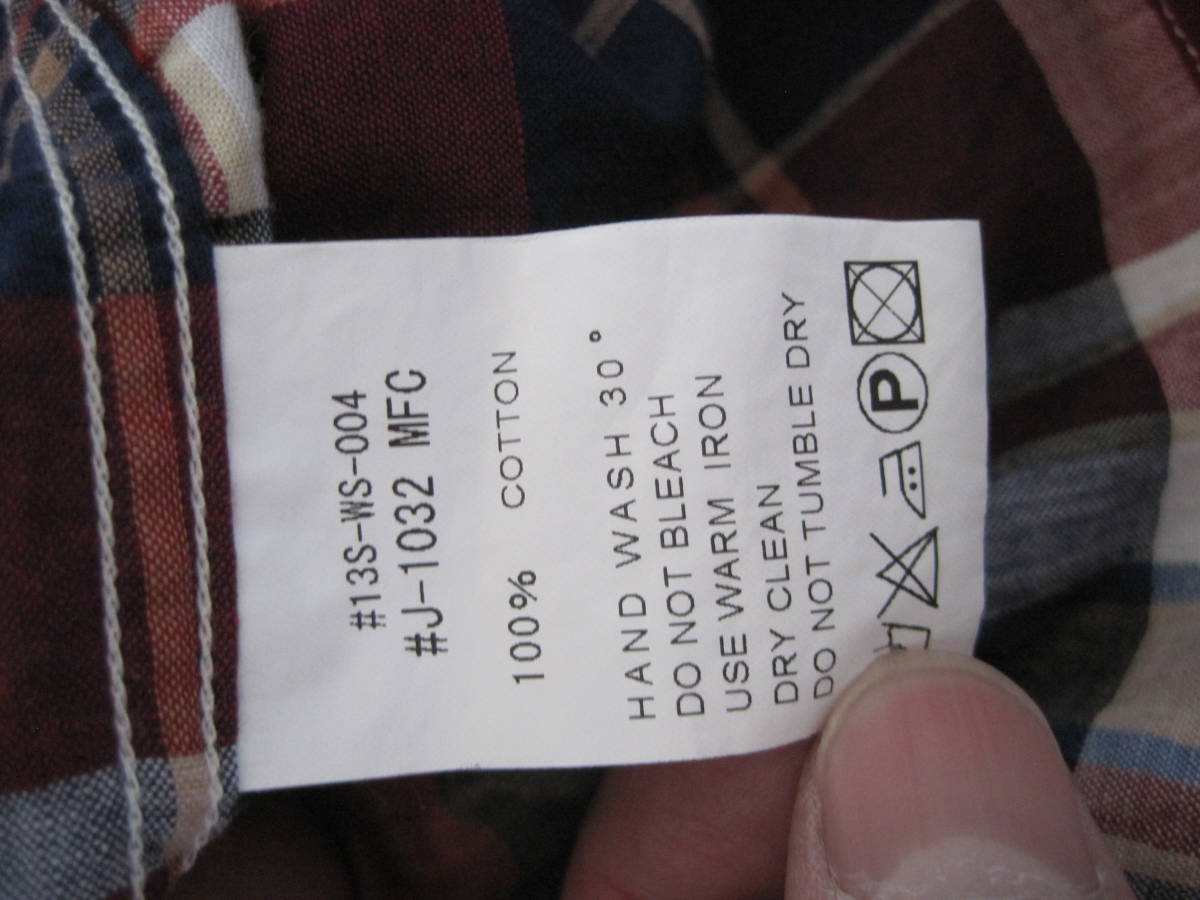 #13S-WS-004
#J-1032 MFC
100% COTTON
HAND WASH 30°
DO NOT BLEACH
USE WARM IRON
DRY CLEAN
DO NOT TUMBLE DRY
P